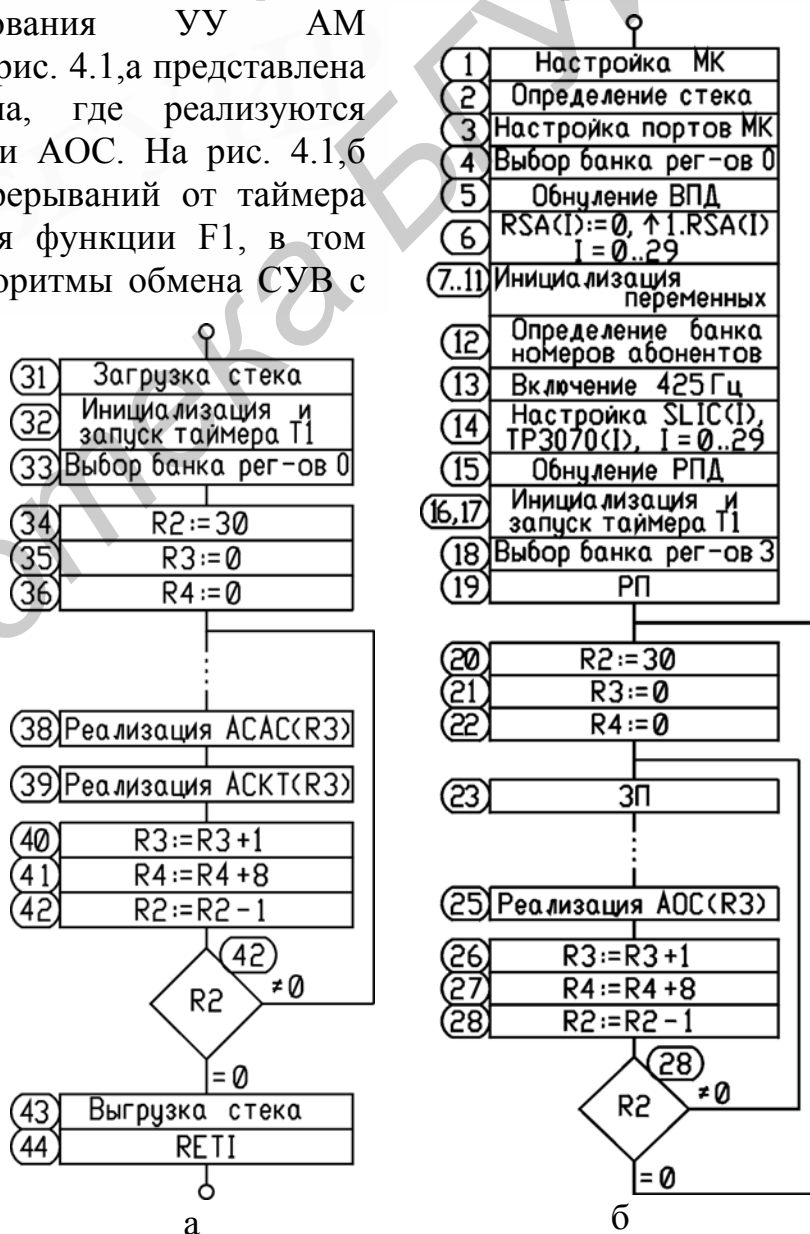 ования УУ АМ
рис. 4.1,а представлена
на, где реализуются
и АОС. На рис. 4.1,б
рерываний от таймера
я функции F1, в том
оритмы обмена СУВ с
31 Загрузка стека
32 Инициализация и
запуск таймера T1
33 Выбор банка рег-ов 0
34 R2:=30
35 R3:=0
36 R4:=0
38 Реализация АСАС(R3)
39 Реализация АСКТ(R3)
40 R3:=R3+1
41 R4:=R4+8
42 R2:=R2-1
42
R2
≠0
=0
43 Выгрузка стека
44 RETI
а
1 Настройка МК
2 Определение стека
3 Настройка портов МК
4 Выбор банка рег-ов 0
5 Обнуление ВПД
6 RSA(I):=0, ↑1.RSA(I)
I = 0..29
7..11 Инициализация
переменных
12 Определение банка
номеров абонентов
13 Включение 425Гц
14 Настройка SLIC(I),
TP3070(I), I=0..29
15 Обнуление РПД
16,17 Инициализация и
запуск таймера T1
18 Выбор банка рег-ов 3
19 РП
20 R2:=30
21 R3:=0
22 R4:=0
23 ЗП
25 Реализация АОС(R3)
26 R3:=R3+1
27 R4:=R4+8
28 R2:=R2-1
28
R2
≠0
=0
б